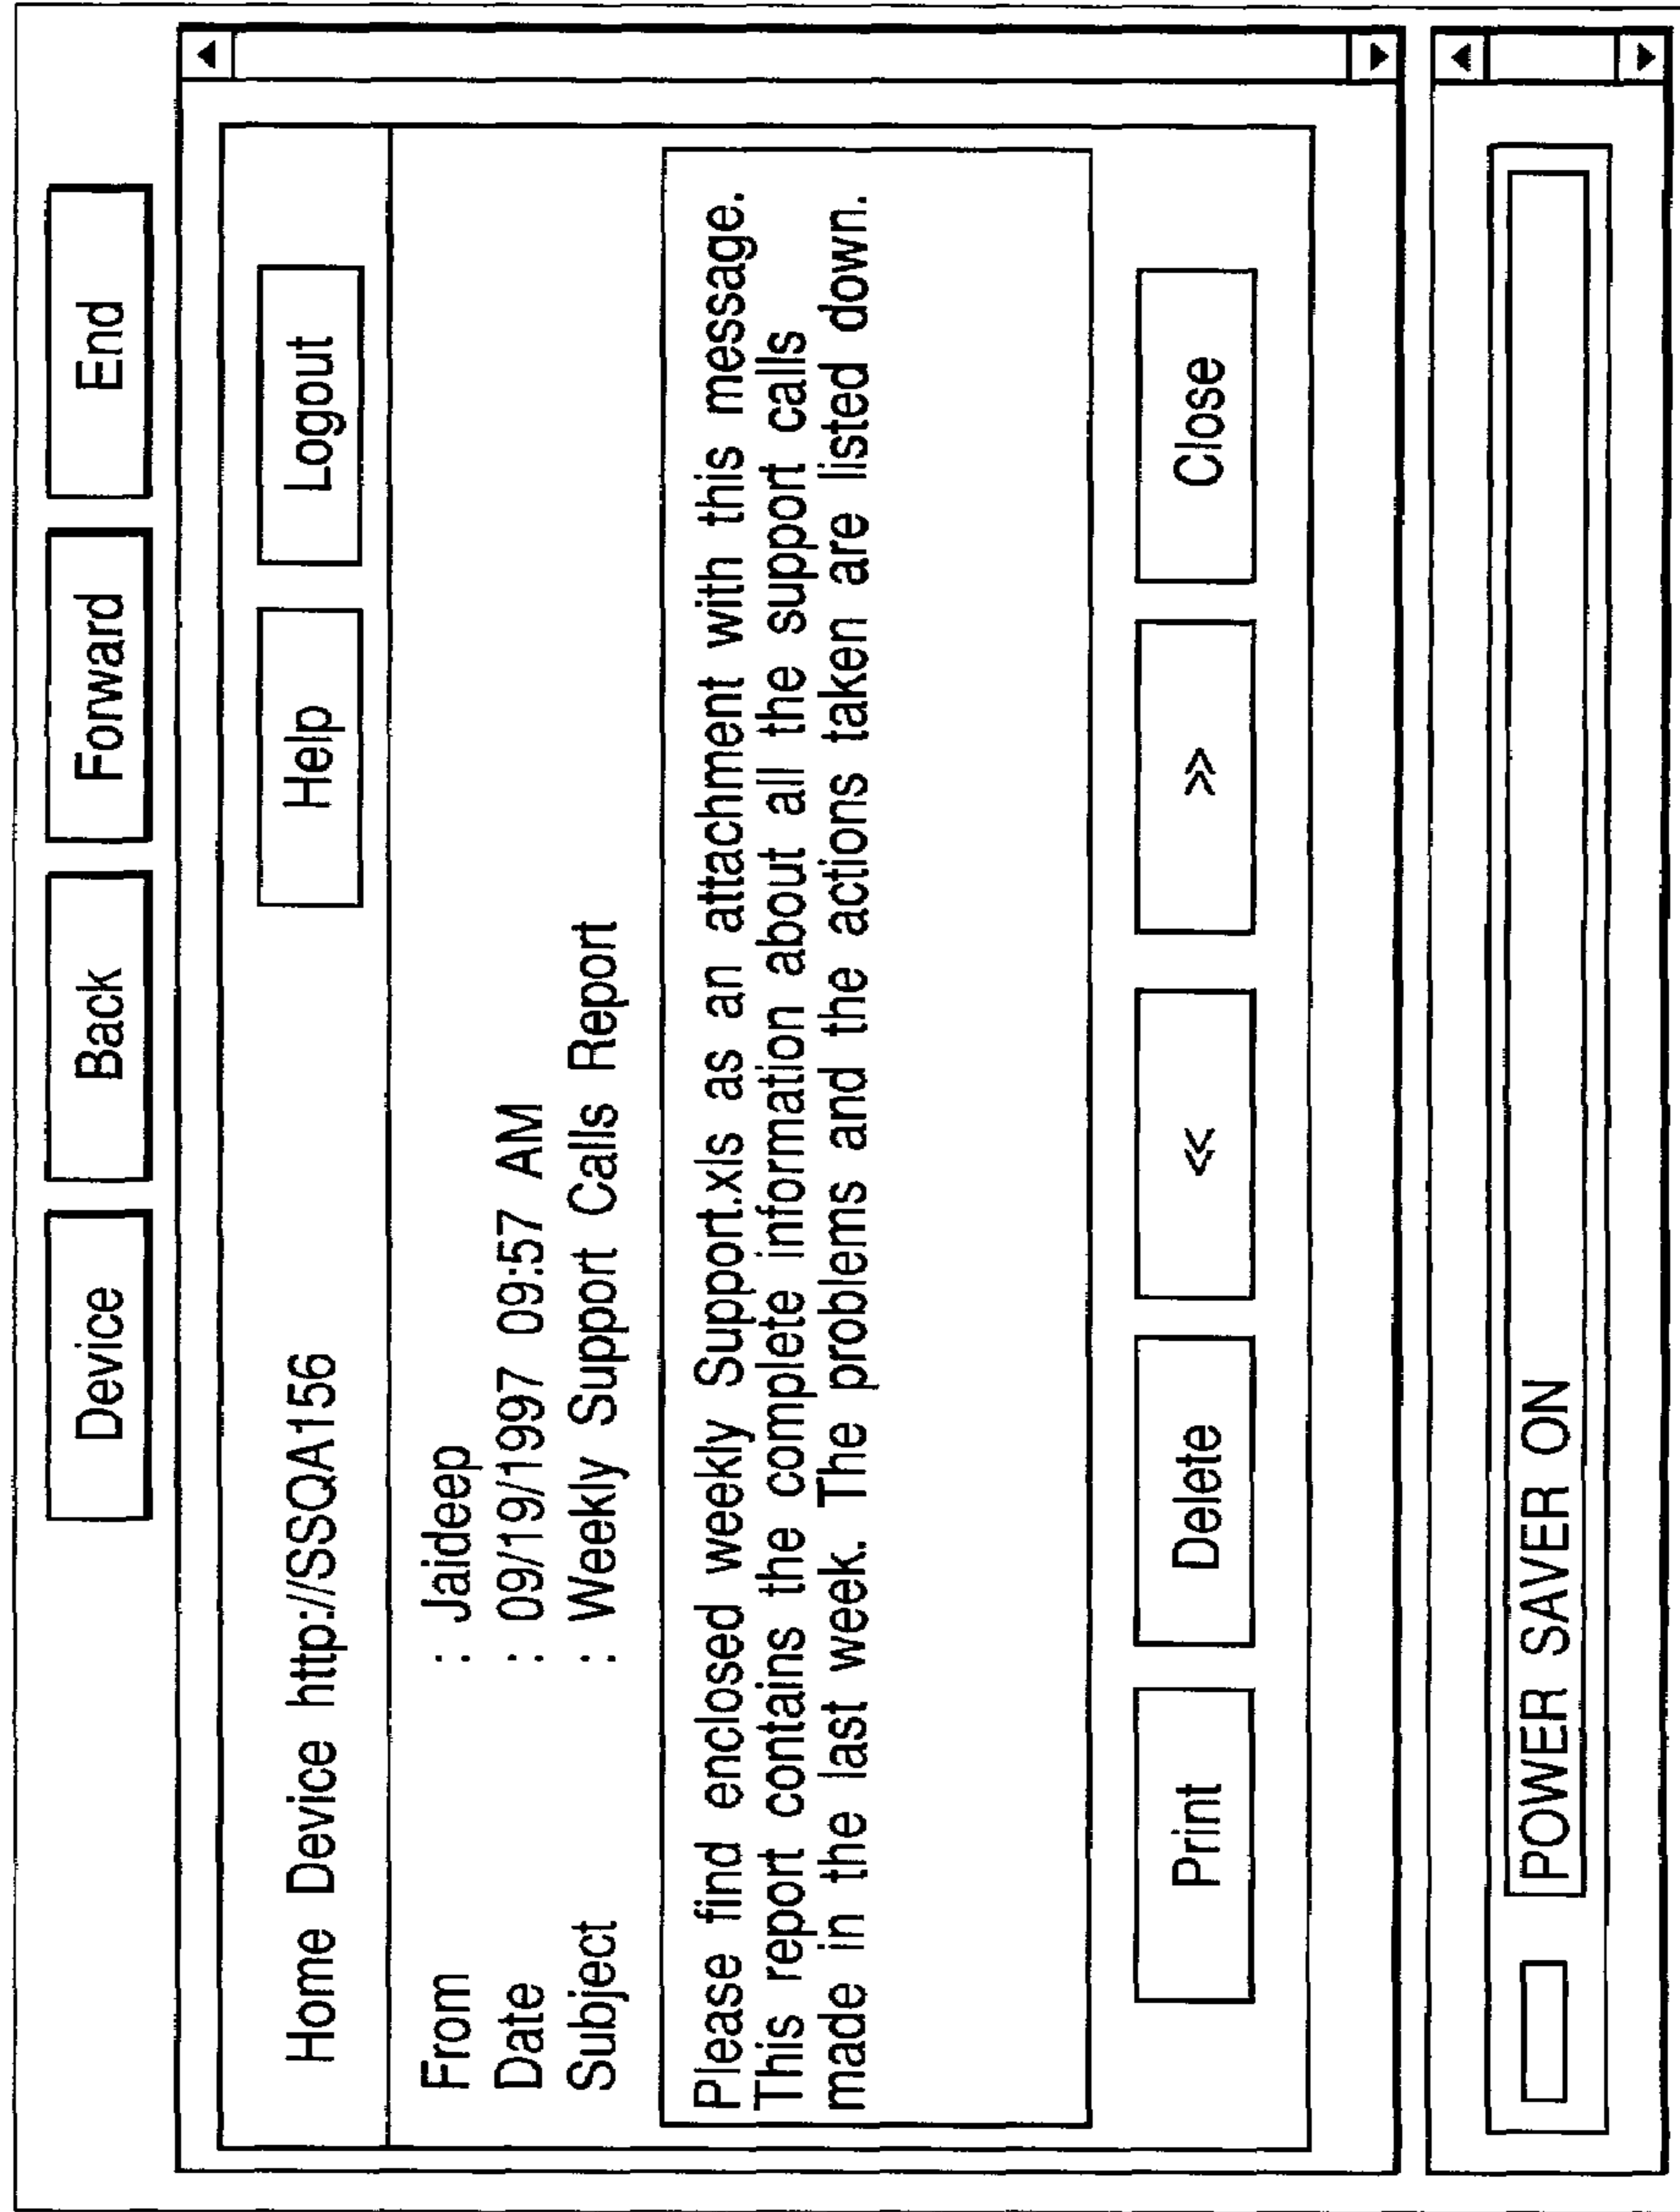 Device Back Forward End
Home Device http://SSQA156 Help Logout
From : Jaideep
Date : 09/19/1997 09:57 AM
Subject : Weekly Support Calls Report
Please find enclosed weekly Support.xls as an attachment with this message.
This report contains the complete information about all the support calls
made in the last week. The problems and the actions taken are listed down.
Print Delete << >> Close
POWER SAVER ON